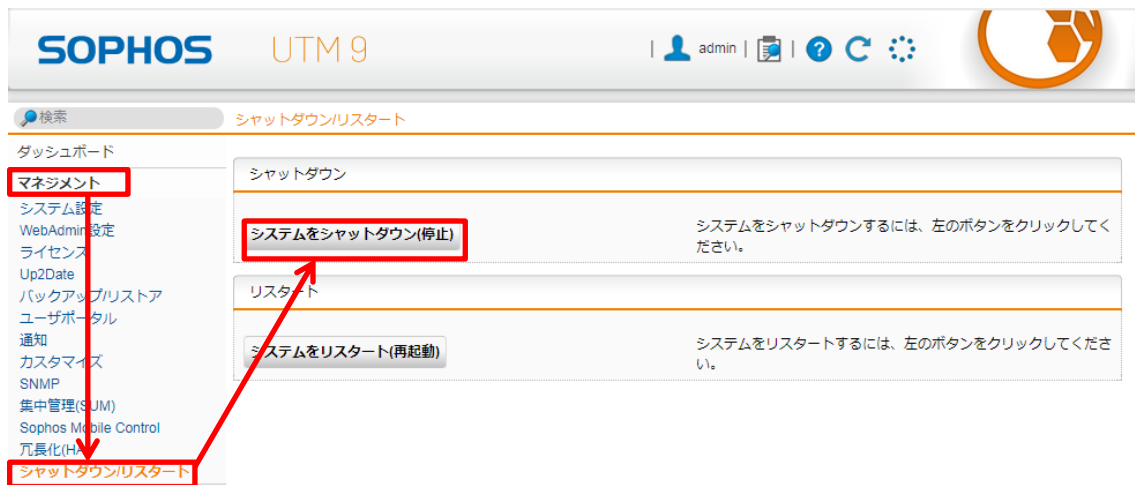 SOPHOS UTM 9
| admin | | ?
検索
シャットダウン/リスタート
ダッシュボード
マネジメント
システム設定
WebAdmin設定
ライセンス
Up2Date
バックアップ/リストア
ユーザポータル
通知
カスタマイズ
SNMP
集中管理(SUM)
Sophos Mobile Control
冗長化(HA)
シャットダウン/リスタート
シャットダウン
システムをシャットダウン(停止)
システムをシャットダウンするには、左のボタンをクリックしてく
ださい。
リスタート
システムをリスタート(再起動)
システムをリスタートするには、左のボタンをクリックしてくださ
い。